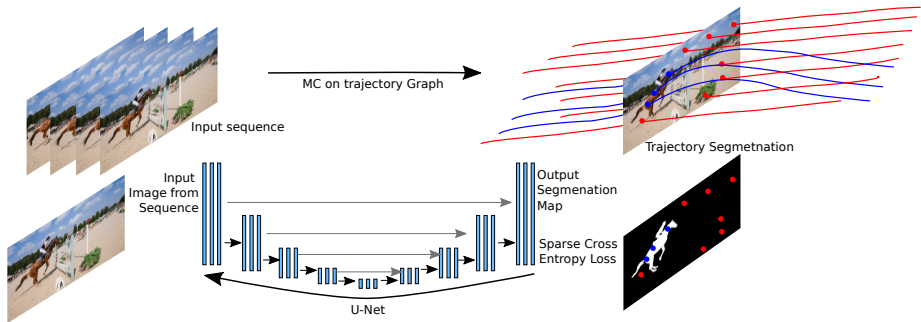 MC on trajectory Graph
Input sequence
Trajectory Segmetnation
Input
Image from
Sequence
Output
Segmenation
Map
Sparse Cross
Entropy Loss
U-Net